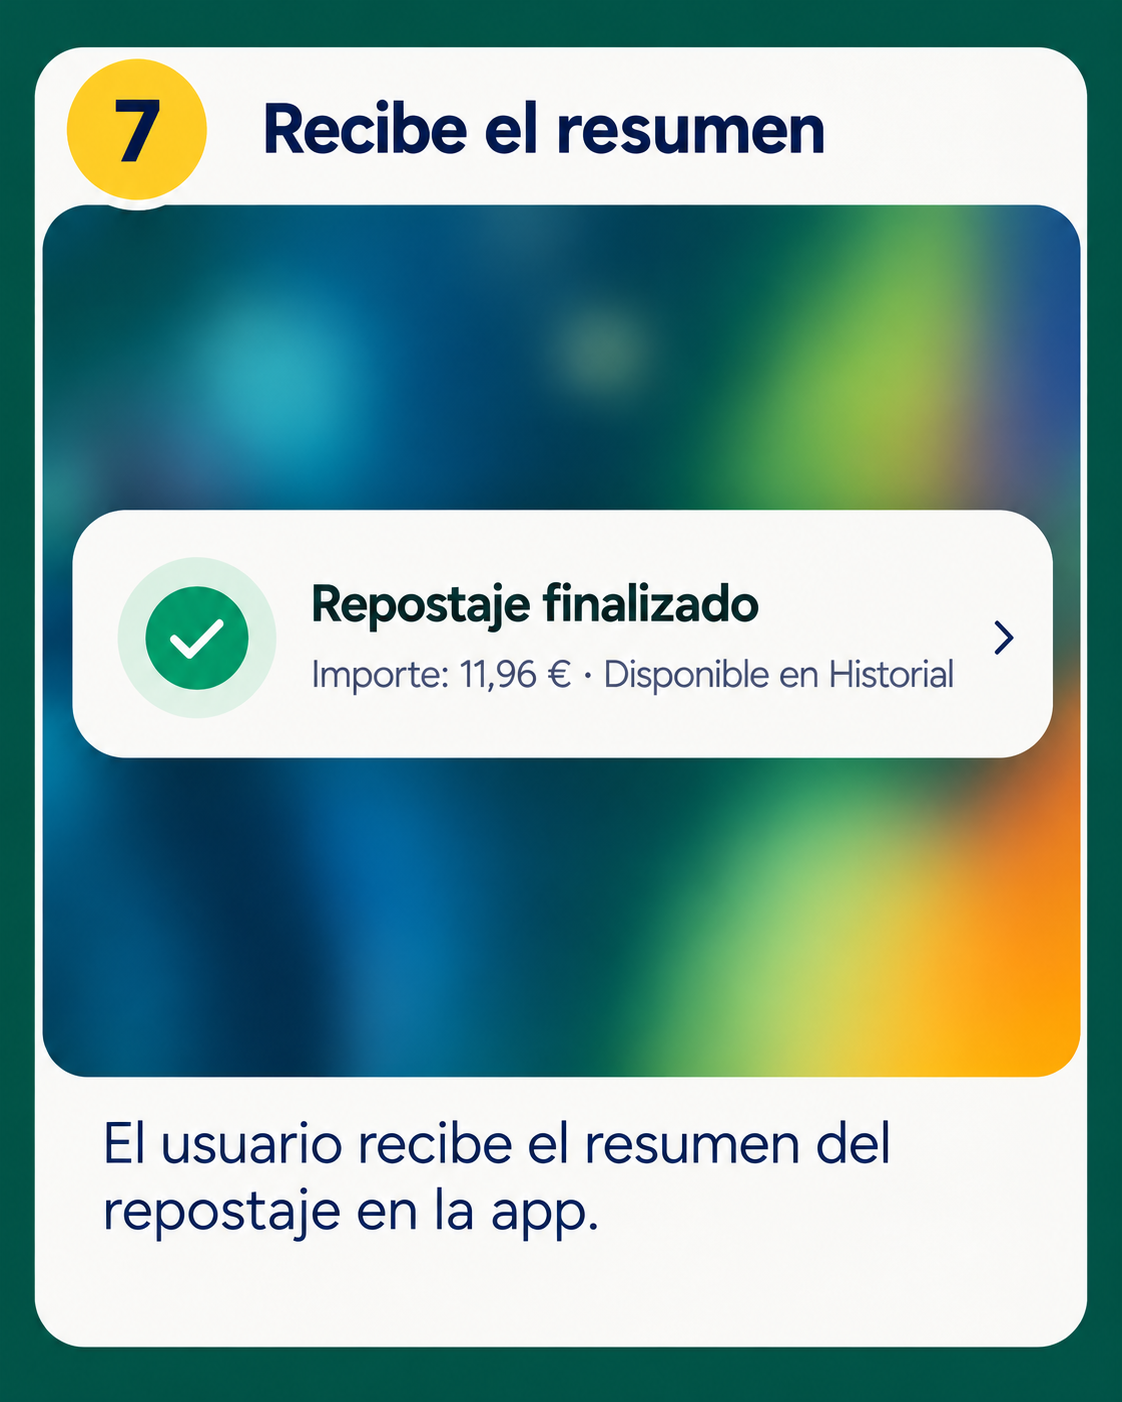 7
Recibe el resumen
Repostaje finalizado
Importe: 11,96 € · Disponible en Historial
El usuario recibe el resumen del
repostaje en la app.